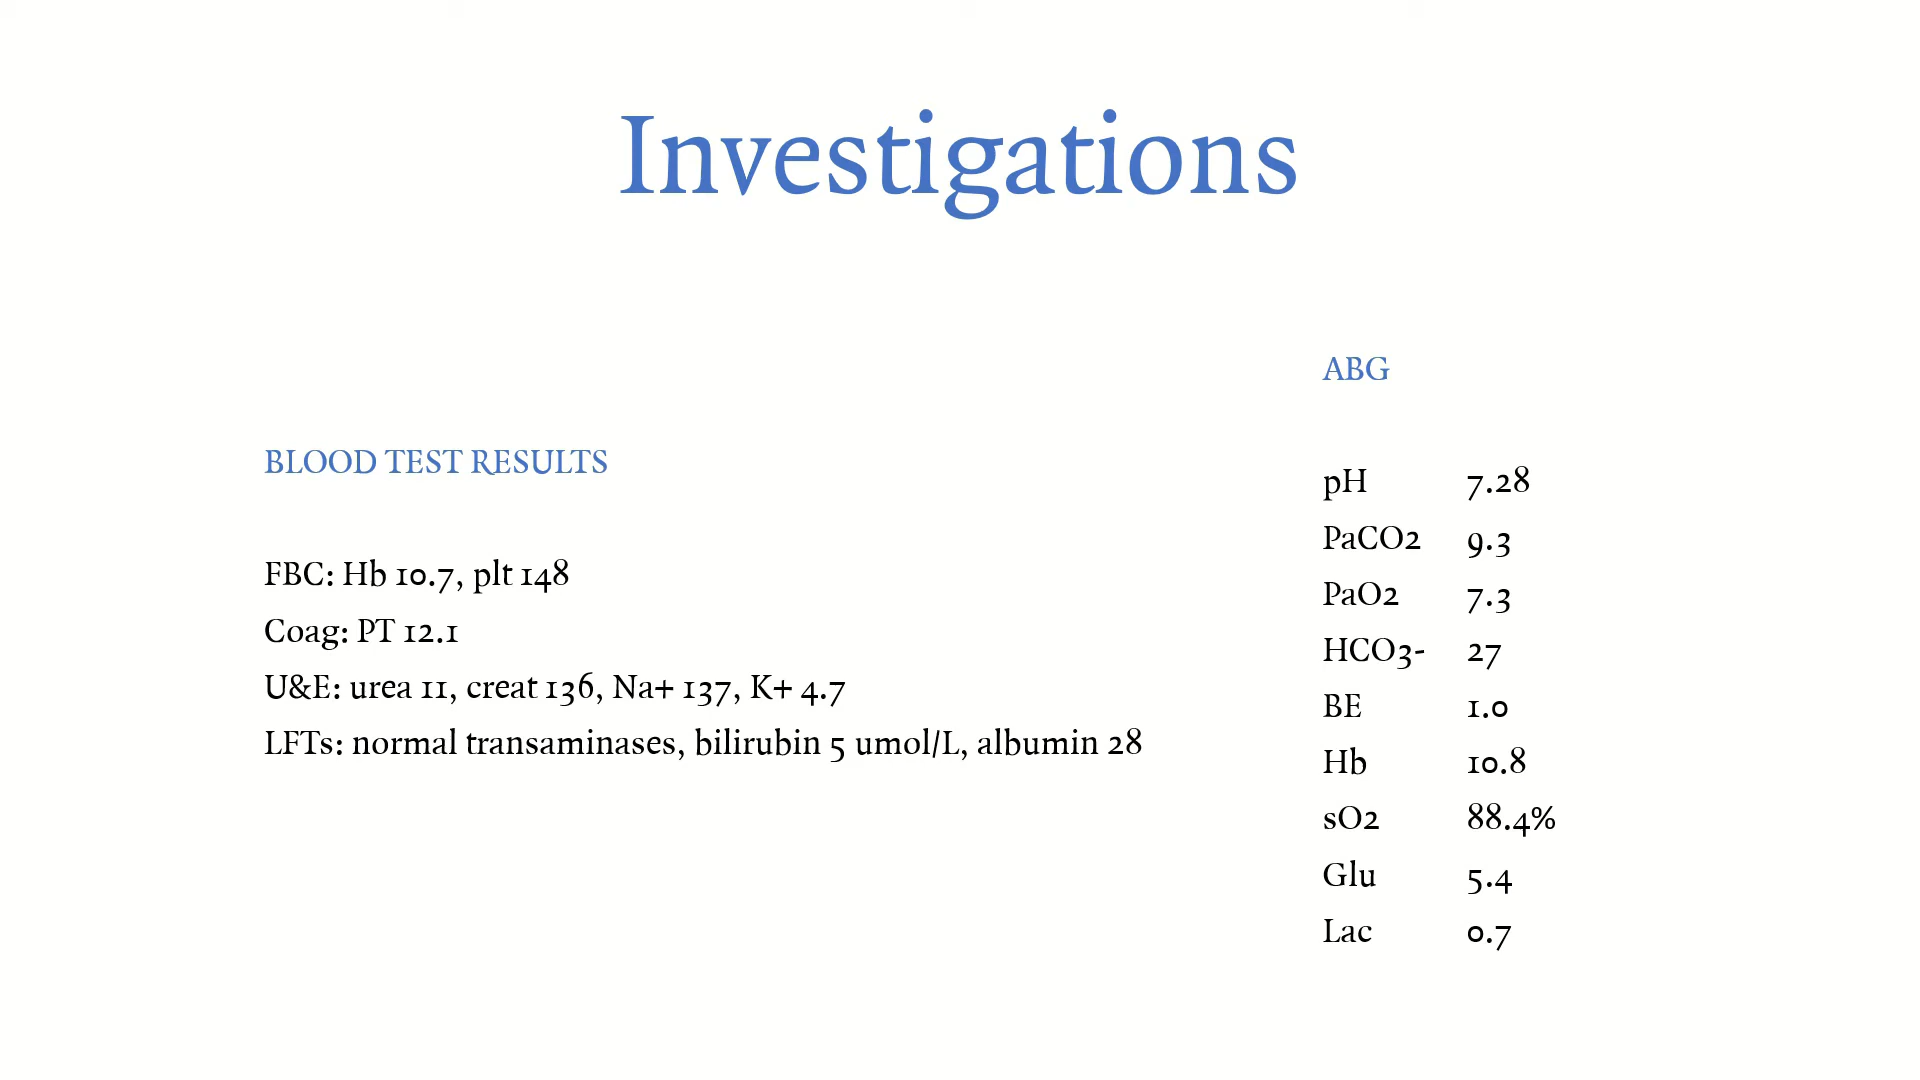 Investigations
BLOOD TEST RESULTS
FBC: Hb 10.7, plt 148
Coag: PT 12.1
U&E: urea 11, creat 136, Na+ 137, K+ 4.7
LFTs: normal transaminases, bilirubin 5 umol/L, albumin 28
ABG
pH 7.28
PaCO2 9.3
PaO2 7.3
HCO3- 27
BE 1.0
Hb 10.8
sO2 88.4%
Glu 5.4
Lac 0.7